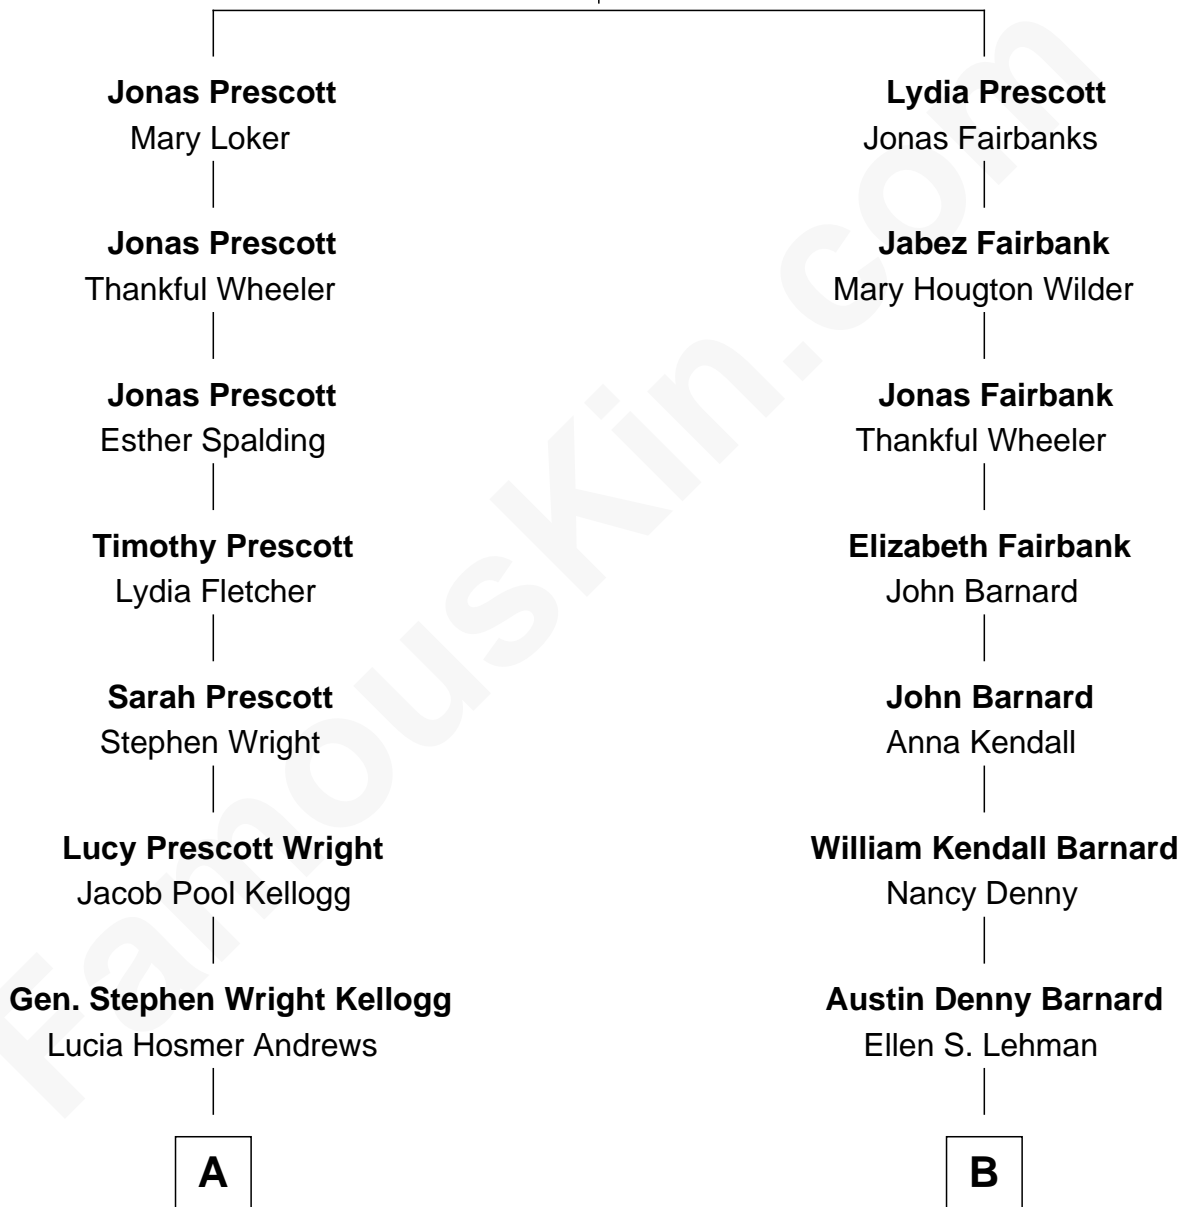 Jonas Prescott
Mary Loker
Jonas Prescott
Thankful Wheeler
Jonas Prescott
Esther Spalding
Timothy Prescott
Lydia Fletcher
Sarah Prescott
Stephen Wright
Lucy Prescott Wright
Jacob Pool Kellogg
Gen. Stephen Wright Kellogg
Lucia Hosmer Andrews
A
Lydia Prescott
Jonas Fairbanks
Jabez Fairbank
Mary Hougton Wilder
Jonas Fairbank
Thankful Wheeler
Elizabeth Fairbank
John Barnard
John Barnard
Anna Kendall
William Kendall Barnard
Nancy Denny
Austin Denny Barnard
Ellen S. Lehman
B
FamousKin.com